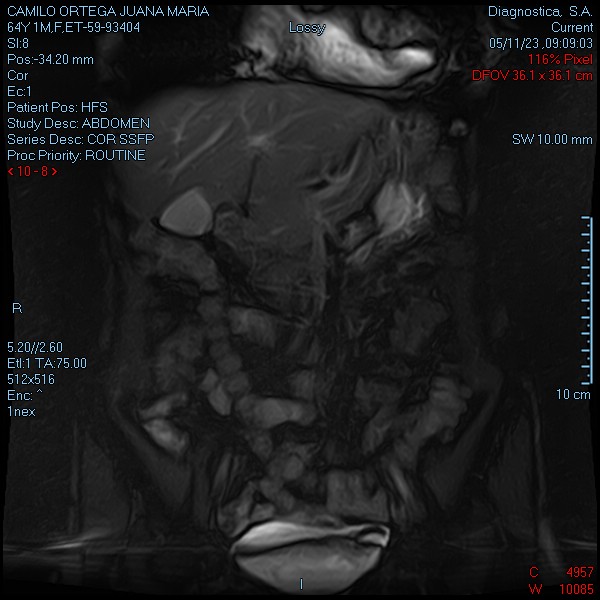 CAMILO ORTEGA JUANA MARIA
64Y 1M,F,ET-59-93404
Sl:8
Pos:-34.20 mm
Cor
Ec:1
Patient Pos: HFS
Study Desc: ABDOMEN
Series Desc: COR SSFP
Proc Priority: ROUTINE
< 10 - 8 >
Lossy
Diagnostica, S.A.
Current
05/11/23 ,09:09:03
116% Pixel
DFOV 36.1 x 36.1 cm
SW 10.00 mm
R
5.20//2.60
Etl:1 TA:75.00
512x516
Enc: ^
1nex
10 cm
I
C 4957
W 10085